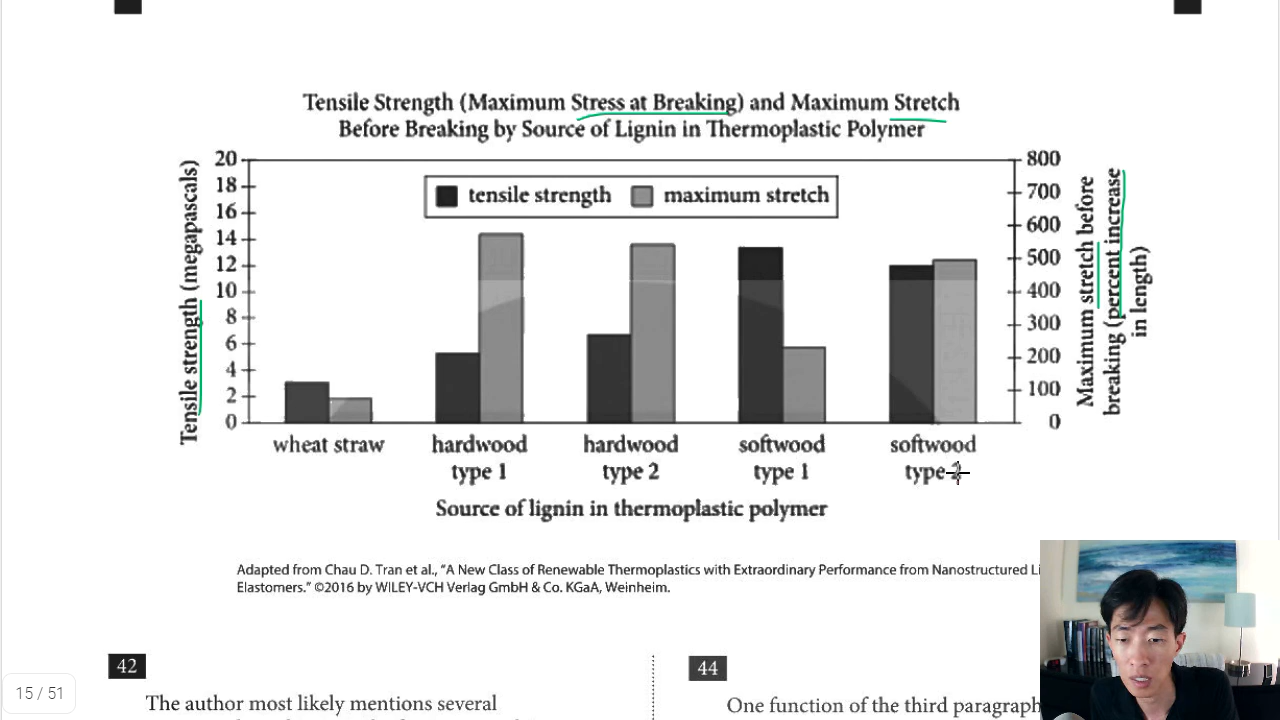 Tensile Strength (Maximum Stress at Breaking) and Maximum Stretch
Before Breaking by Source of Lignin in Thermoplastic Polymer
tensile strength
maximum stretch
Tensile strength (megapascals)
20
18
16
14
12
10
8
6
4
2
0
800
700
600
500
400
300
200
100
0
Maximum stretch before
breaking (percent increase
in length)
wheat straw
hardwood
type 1
hardwood
type 2
softwood
type 1
softwood
type 2
Source of lignin in thermoplastic polymer
Adapted from Chau D. Tran et al., “A New Class of Renewable Thermoplastics with Extraordinary Performance from Nanostructured Li
Elastomers.” ©2016 by WILEY-VCH Verlag GmbH & Co. KGaA, Weinheim.
42
The author most likely mentions several
44
One function of the third paragraph
15 / 51